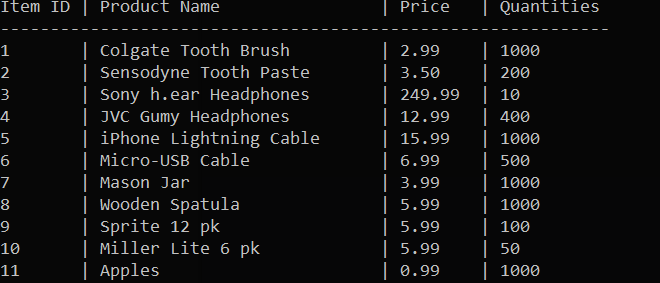 Item ID | Product Name | Price | Quantities
-------------------------------------------------------------
1 | Colgate Tooth Brush | 2.99 | 1000
2 | Sensodyne Tooth Paste | 3.50 | 200
3 | Sony h.ear Headphones | 249.99 | 10
4 | JVC Gumy Headphones | 12.99 | 400
5 | iPhone Lightning Cable | 15.99 | 1000
6 | Micro-USB Cable | 6.99 | 500
7 | Mason Jar | 3.99 | 1000
8 | Wooden Spatula | 5.99 | 1000
9 | Sprite 12 pk | 5.99 | 100
10 | Miller Lite 6 pk | 5.99 | 50
11 | Apples | 0.99 | 1000